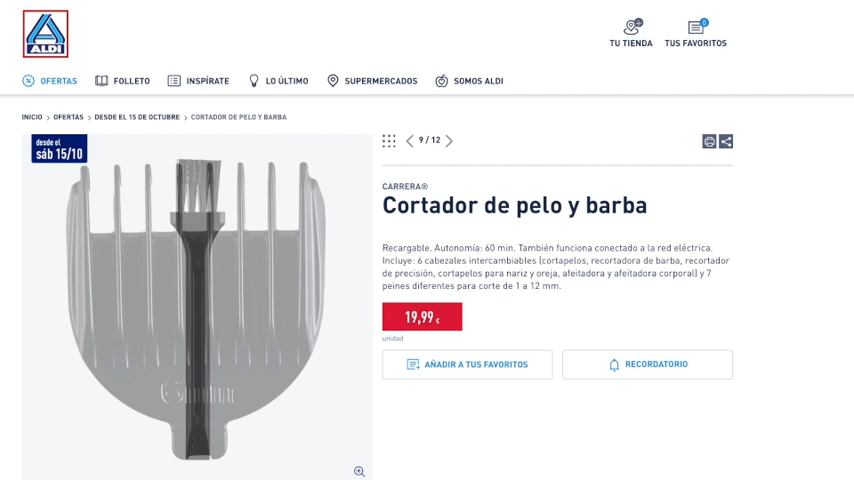 ALDI
TU TIENDA
0
TUS FAVORITOS
OFERTAS
FOLLETO
INSPÍRATE
LO ÚLTIMO
SUPERMERCADOS
SOMOS ALDI
INICIO > OFERTAS > DESDE EL 15 DE OCTUBRE > CORTADOR DE PELO Y BARBA
desde el
sáb 15/10
9 / 12
CARRERA®
Cortador de pelo y barba
Recargable. Autonomía: 60 min. También funciona conectado a la red eléctrica.
Incluye: 6 cabezales intercambiables (cortapelos, recortadora de barba, recortador
de precisión, cortapelos para nariz y oreja, afeitadora y afeitadora corporal) y 7
peines diferentes para corte de 1 a 12 mm.
19,99 €
unidad
AÑADIR A TUS FAVORITOS
RECORDATORIO